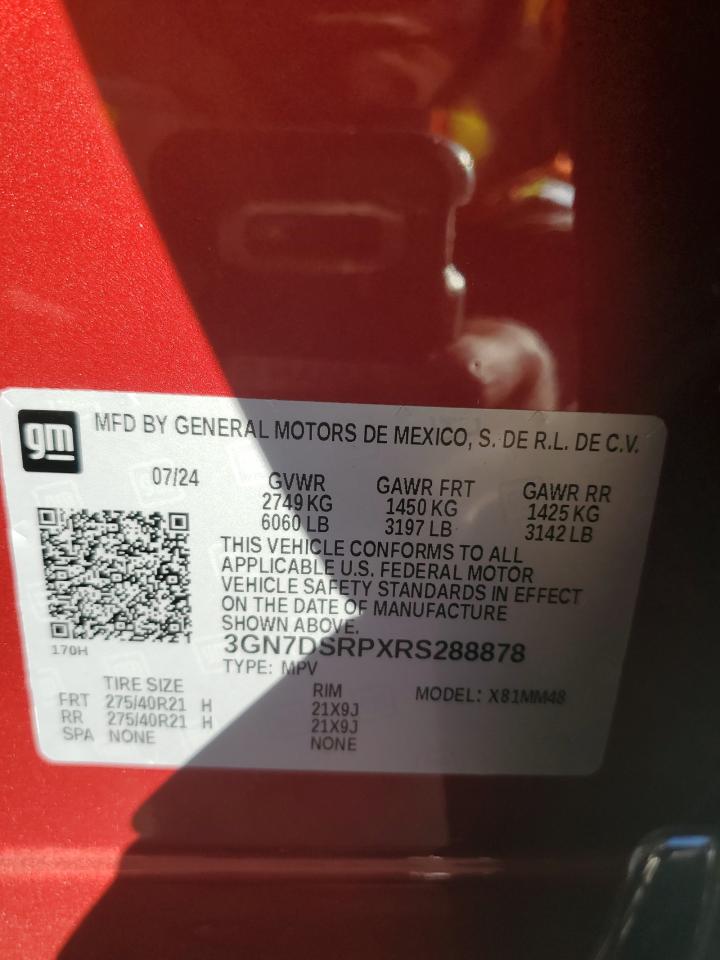 gm
MFD BY GENERAL MOTORS DE MEXICO, S. DE R.L. DE C.V.
07/24 GVWR GAWR FRT GAWR RR
2749 KG 1450 KG 1425 KG
6060 LB 3197 LB 3142 LB
THIS VEHICLE CONFORMS TO ALL
APPLICABLE U.S. FEDERAL MOTOR
VEHICLE SAFETY STANDARDS IN EFFECT
ON THE DATE OF MANUFACTURE
SHOWN ABOVE.
170H
3GN7DSRPXRS288878
TYPE: MPV
TIRE SIZE RIM MODEL: X81MM48
FRT 275/40R21 H 21X9J
RR 275/40R21 H 21X9J
SPA NONE NONE